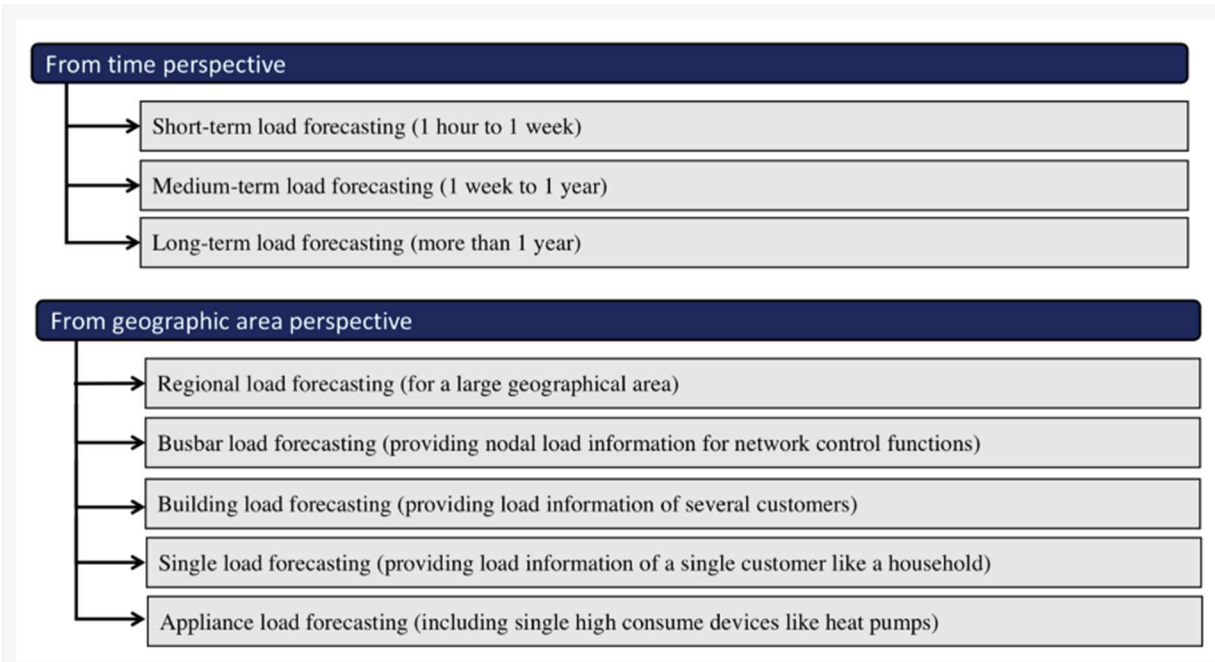 From time perspective
Short-term load forecasting (1 hour to 1 week)
Medium-term load forecasting (1 week to 1 year)
Long-term load forecasting (more than 1 year)
From geographic area perspective
Regional load forecasting (for a large geographical area)
Busbar load forecasting (providing nodal load information for network control functions)
Building load forecasting (providing load information of several customers)
Single load forecasting (providing load information of a single customer like a household)
Appliance load forecasting (including single high consume devices like heat pumps)